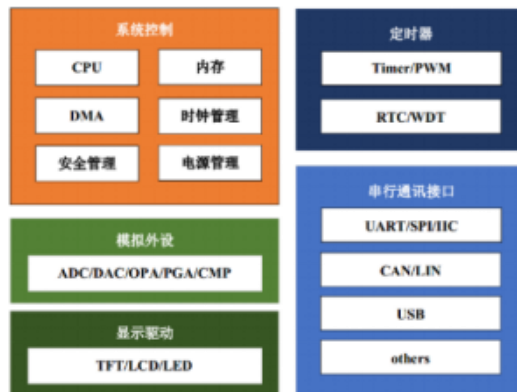 系统控制
CPU
内存
DMA
时钟管理
安全管理
电源管理
定时器
Timer/PWM
RTC/WDT
模拟外设
ADC/DAC/OPA/PGA/CMP
显示驱动
TFT/LCD/LED
串行通讯接口
UART/SPI/IIC
CAN/LIN
USB
others